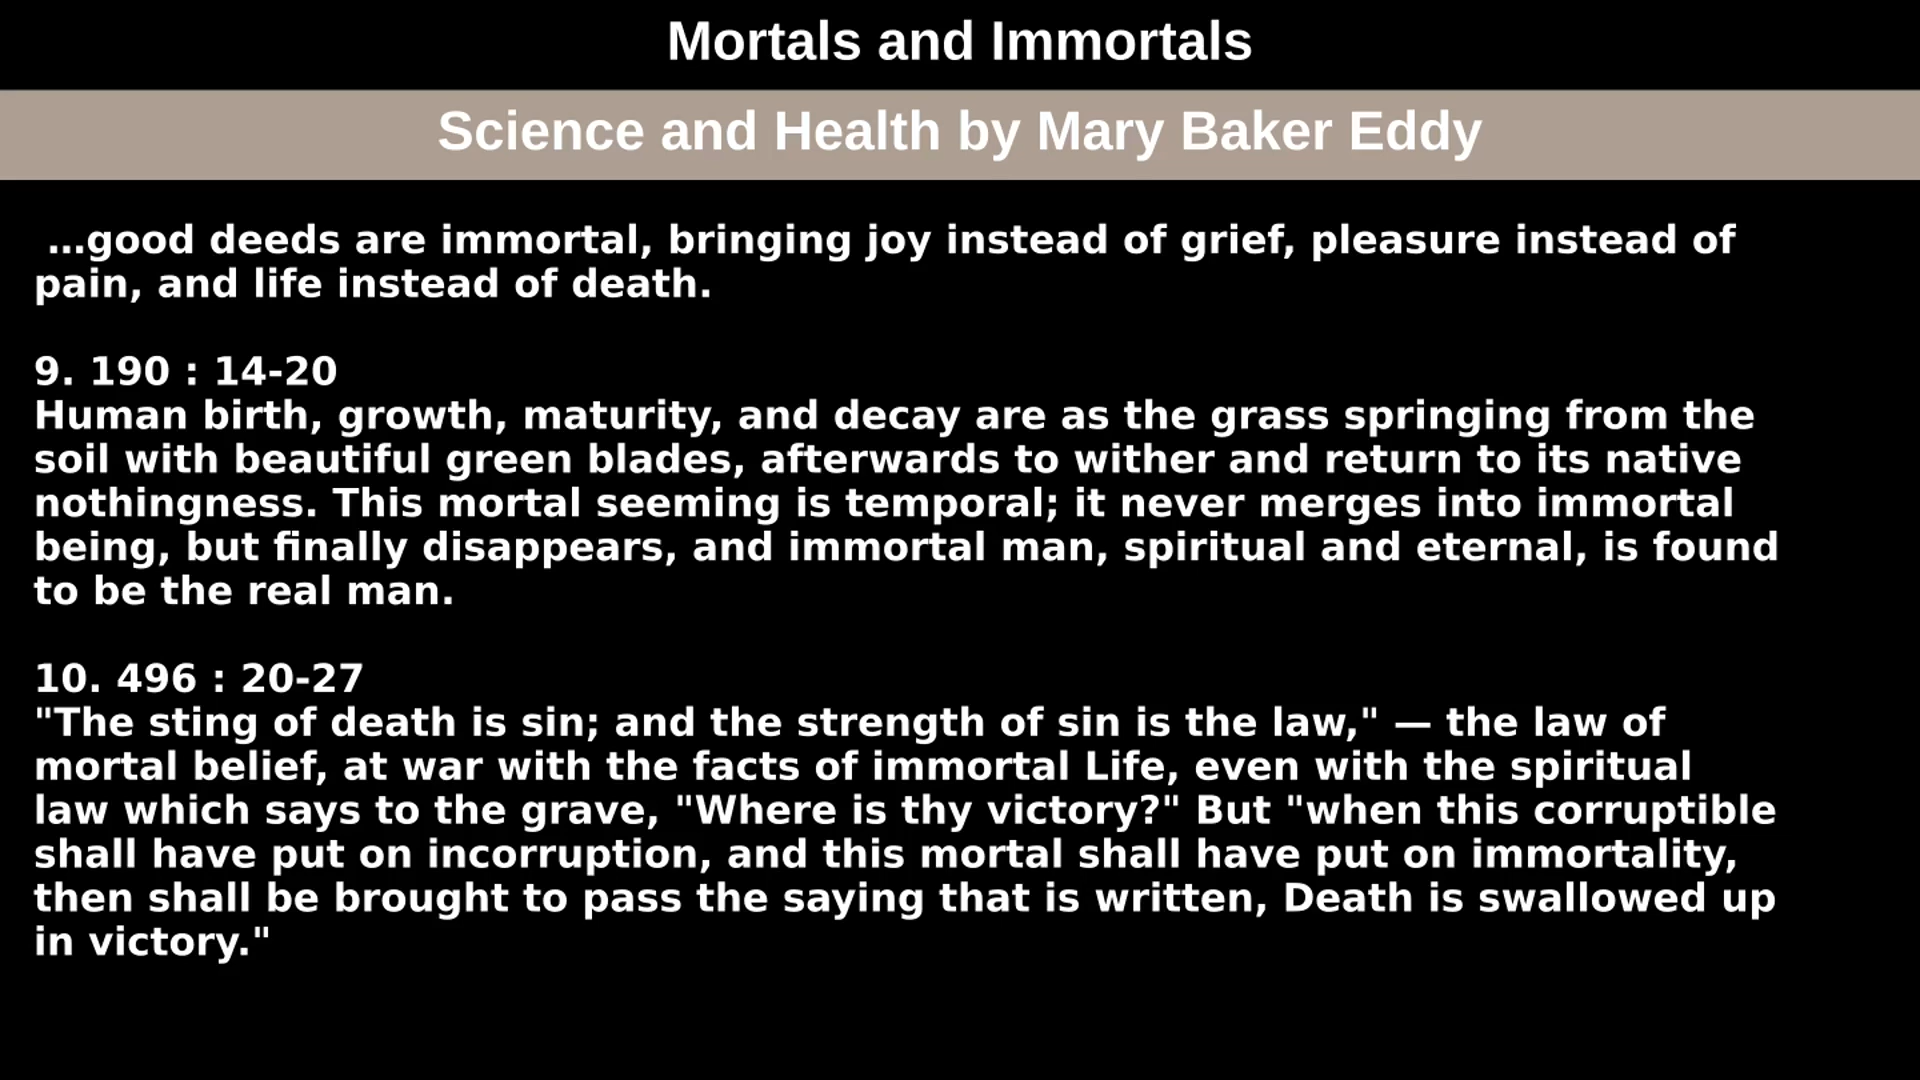 Mortals and Immortals
Science and Health by Mary Baker Eddy
…good deeds are immortal, bringing joy instead of grief, pleasure instead of
pain, and life instead of death.
9. 190 : 14-20
Human birth, growth, maturity, and decay are as the grass springing from the
soil with beautiful green blades, afterwards to wither and return to its native
nothingness. This mortal seeming is temporal; it never merges into immortal
being, but finally disappears, and immortal man, spiritual and eternal, is found
to be the real man.
10. 496 : 20-27
"The sting of death is sin; and the strength of sin is the law," — the law of
mortal belief, at war with the facts of immortal Life, even with the spiritual
law which says to the grave, "Where is thy victory?" But "when this corruptible
shall have put on incorruption, and this mortal shall have put on immortality,
then shall be brought to pass the saying that is written, Death is swallowed up
in victory."